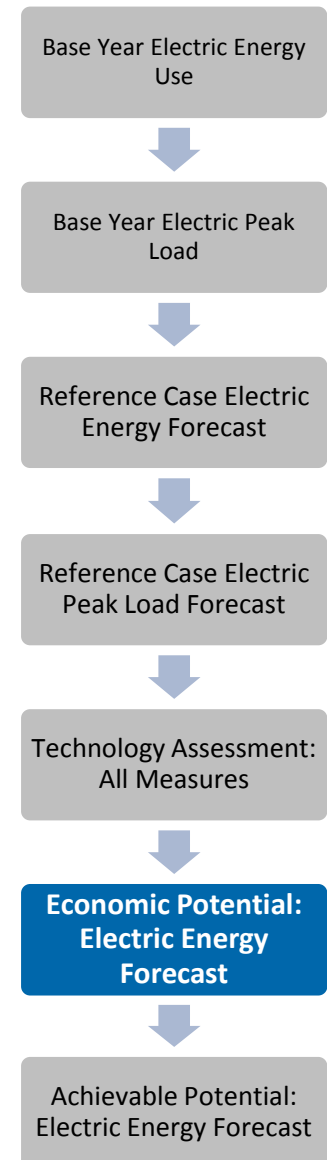 Base Year Electric Energy
Use
Base Year Electric Peak
Load
Reference Case Electric
Energy Forecast
Reference Case Electric
Peak Load Forecast
Technology Assessment:
All Measures
Economic Potential:
Electric Energy
Forecast
Achievable Potential:
Electric Energy Forecast